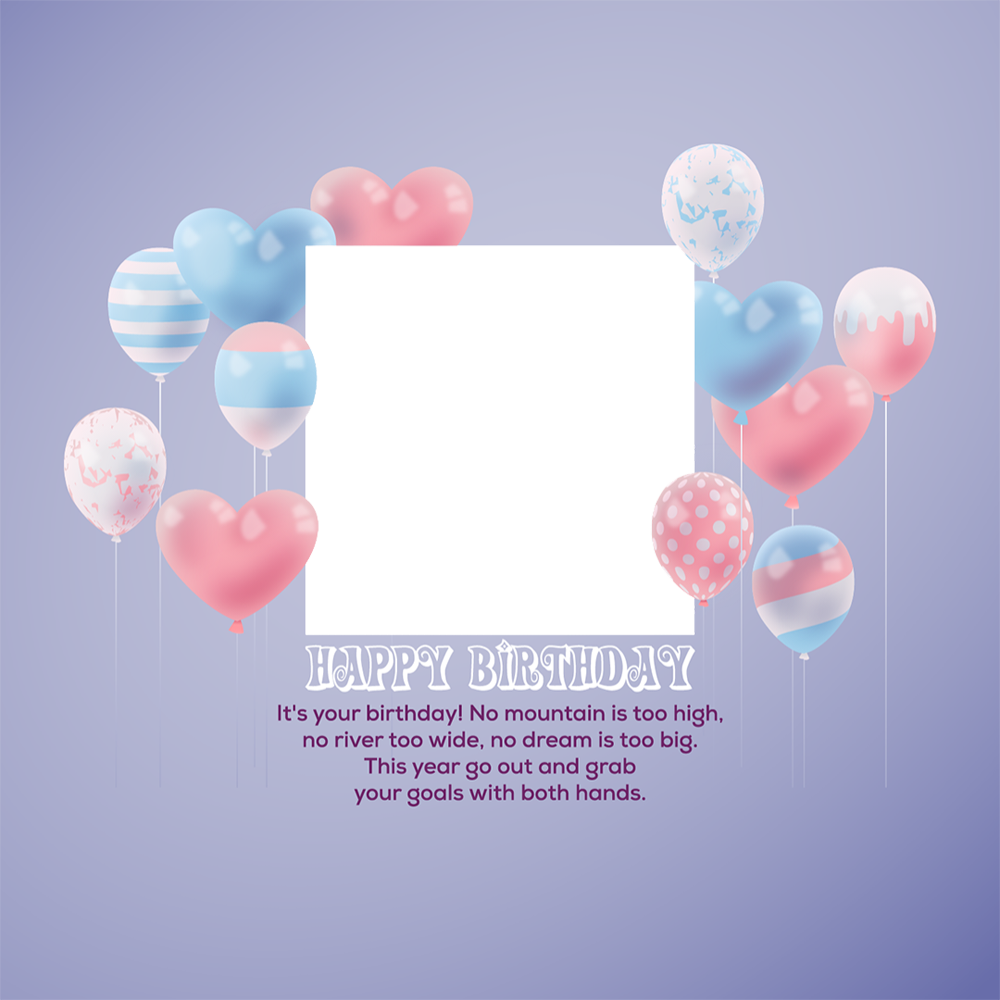 HAPPY BIRTHDAY
It's your birthday! No mountain is too high,
no river too wide, no dream is too big.
This year go out and grab
your goals with both hands.